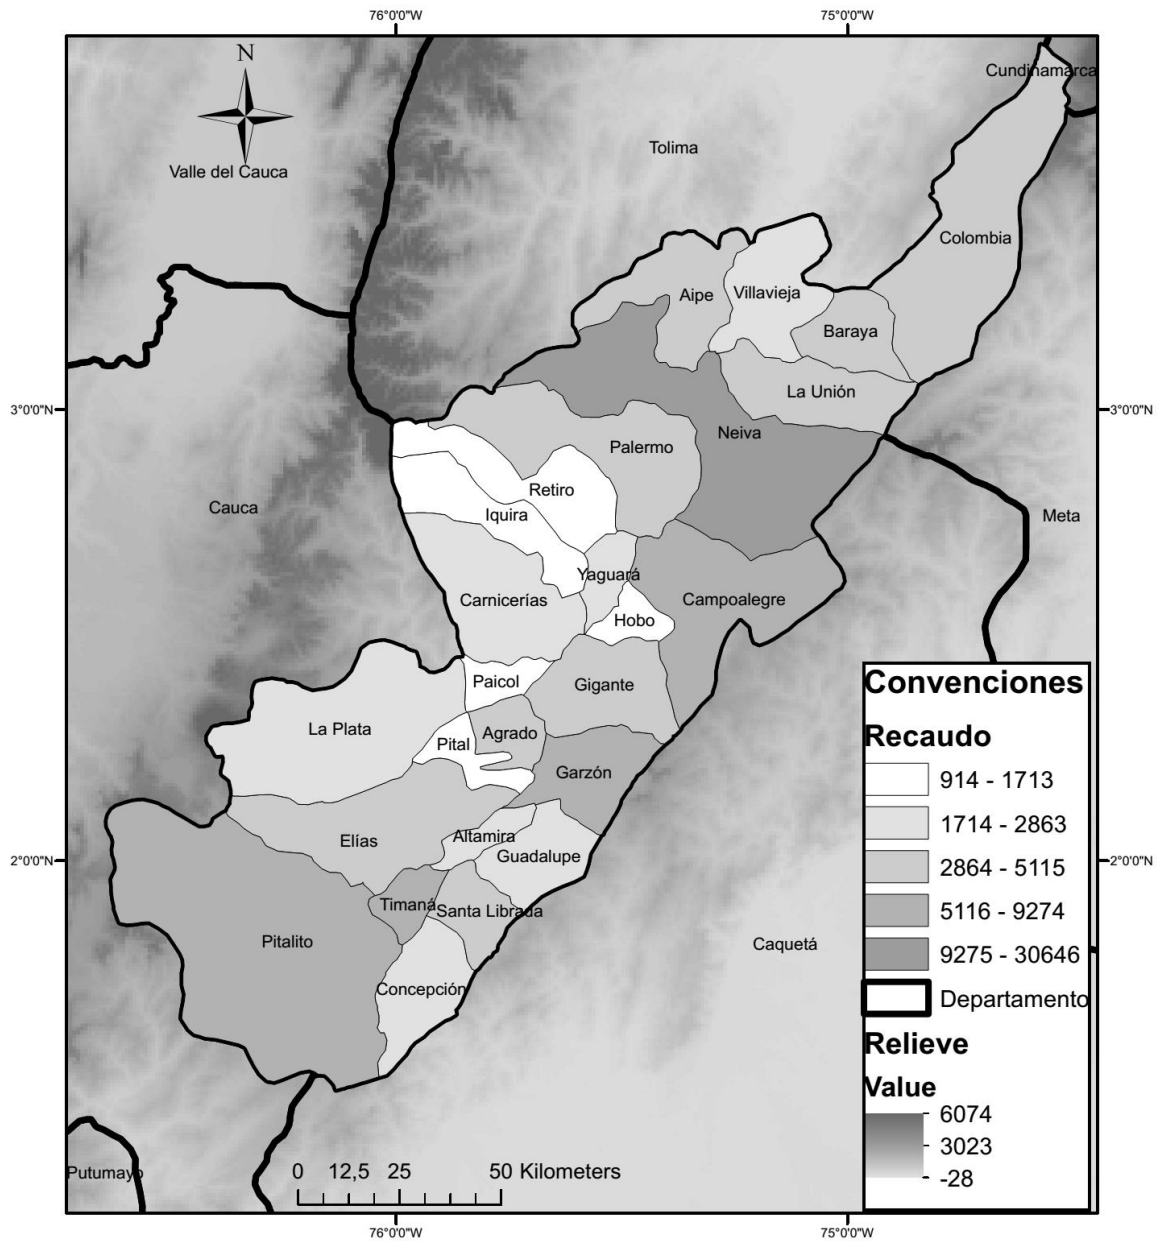 76°0'0"W 75°0'0"W
N
Cundinamarca
Tolima
Valle del Cauca
Colombia
Aipe
Villavieja
Baraya
La Unión
3°0'0"N 3°0'0"N
Neiva
Palermo
Retiro
Cauca
Iquira
Meta
Yaguará
Carnicerías
Campoalegre
Hobo
Paicol
Gigante
La Plata
Agrado
Pital
Garzón
Altamira
Elías
Guadalupe
2°0'0"N 2°0'0"N
Timaná
Santa Librada
Pitalito
Caquetá
Concepción
Putumayo
Convenciones
Recaudo
914 - 1713
1714 - 2863
2864 - 5115
5116 - 9274
9275 - 30646
Departamento
Relieve
Value
6074
3023
-28
0 12,5 25 50 Kilometers
76°0'0"W 75°0'0"W